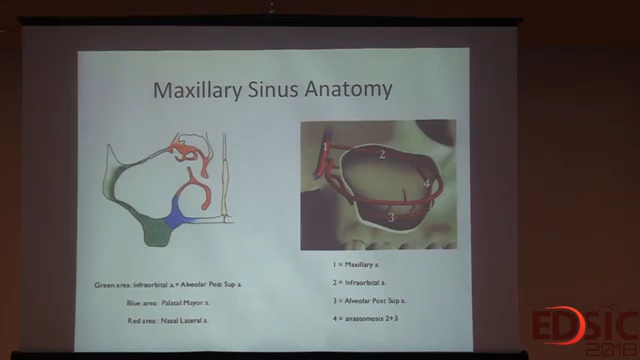 Maxillary Sinus Anatomy
1
2
4
3
Green area: Infraorbital a. + Alveolar Post Sup a.
Blue area: Palatal Mayor a.
Red area: Nasal Lateral a.
1 = Maxillary a.
2 = Infraorbital a.
3 = Alveolar Post Sup a.
4 = anastomosis 2+3
EDSIC
2019